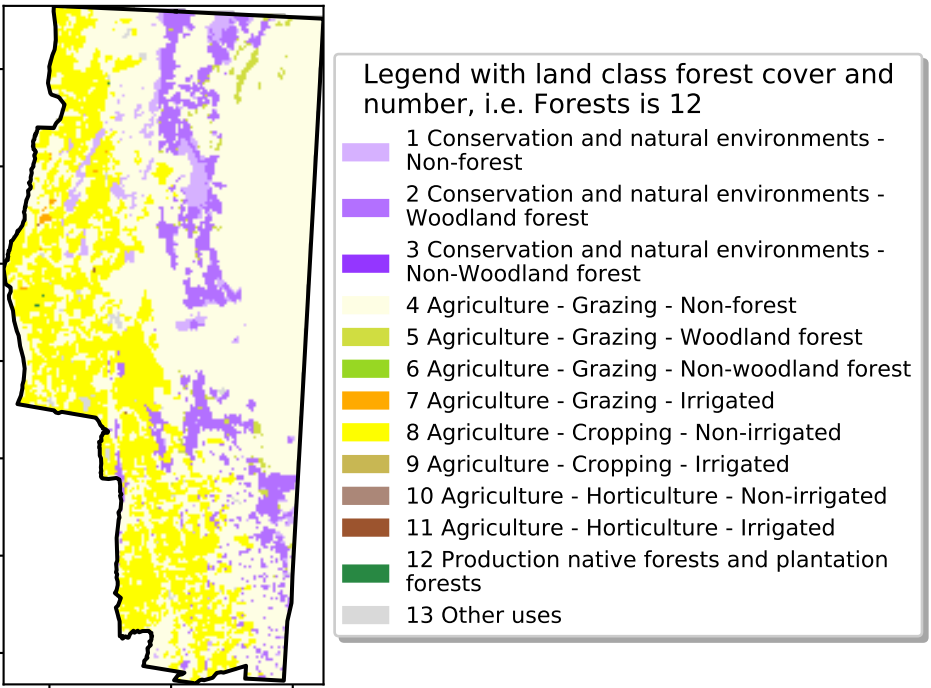 Legend with land class forest cover and
number, i.e. Forests is 12
1 Conservation and natural environments -
Non-forest
2 Conservation and natural environments -
Woodland forest
3 Conservation and natural environments -
Non-Woodland forest
4 Agriculture - Grazing - Non-forest
5 Agriculture - Grazing - Woodland forest
6 Agriculture - Grazing - Non-woodland forest
7 Agriculture - Grazing - Irrigated
8 Agriculture - Cropping - Non-irrigated
9 Agriculture - Cropping - Irrigated
10 Agriculture - Horticulture - Non-irrigated
11 Agriculture - Horticulture - Irrigated
12 Production native forests and plantation
forests
13 Other uses